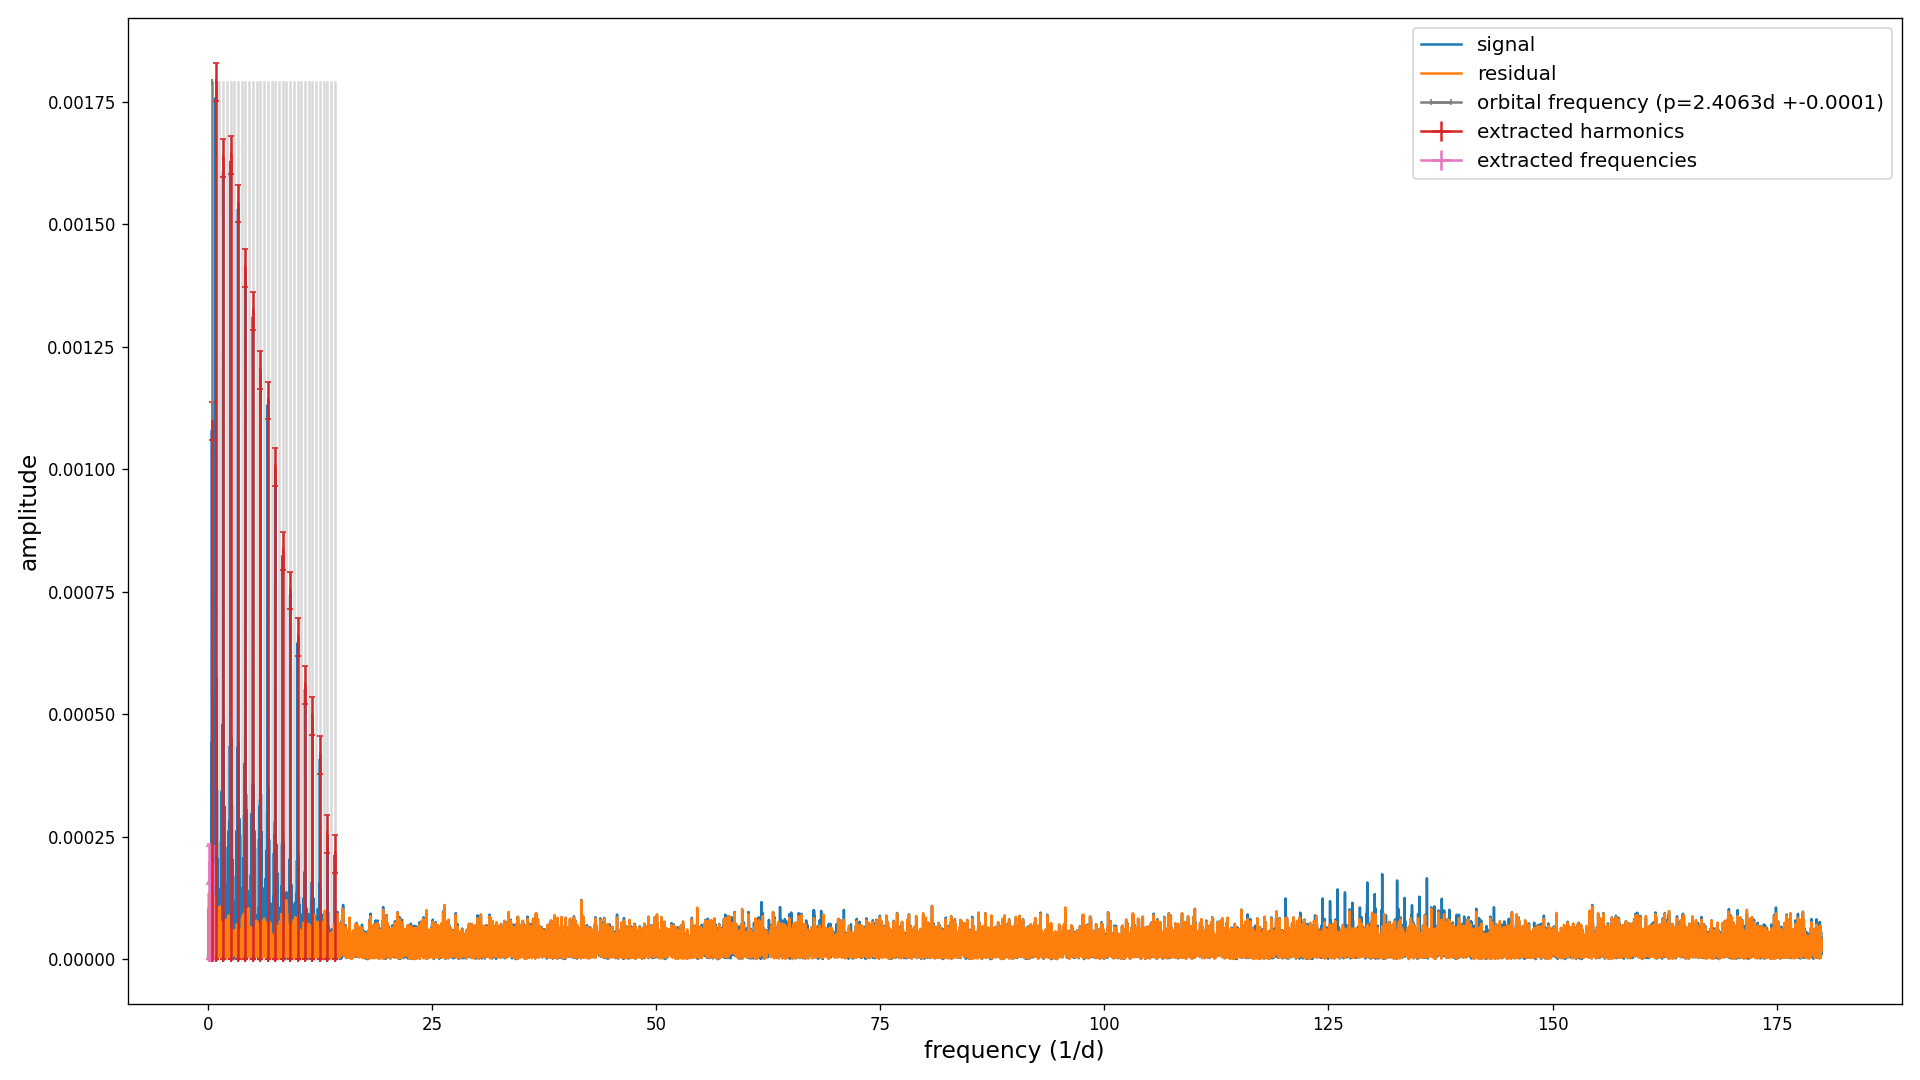 signal
residual
orbital frequency (p=2.4063d +-0.0001)
extracted harmonics
extracted frequencies
0.00175
0.00150
0.00125
0.00100
0.00075
0.00050
0.00025
0.00000
amplitude
0 25 50 75 100 125 150 175
frequency (1/d)